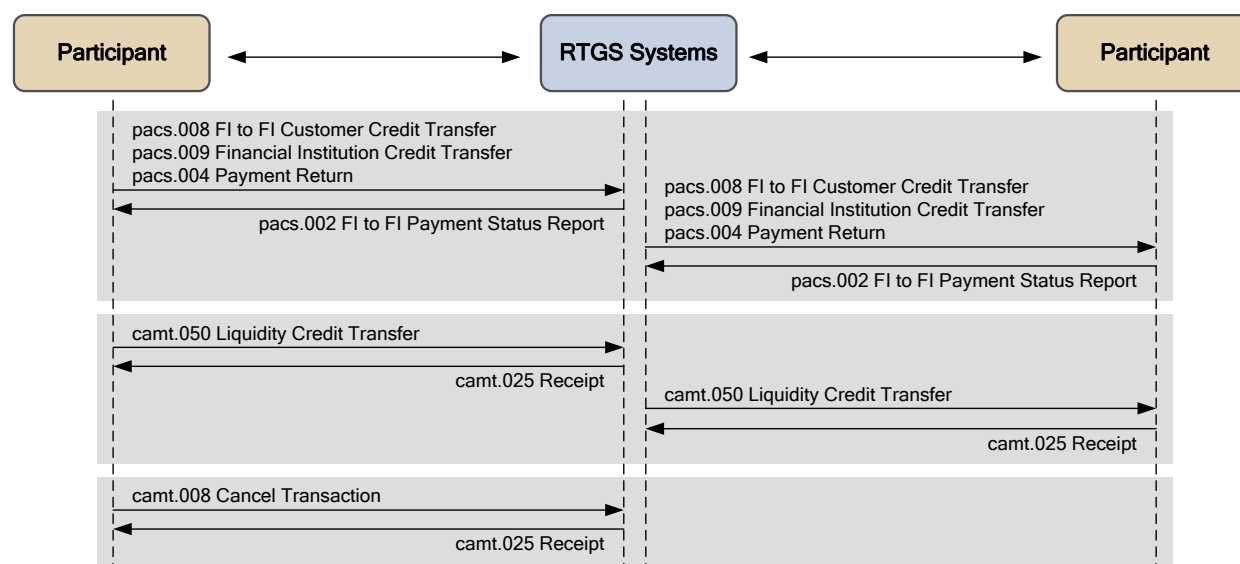 Participant
RTGS Systems
Participant
pacs.008 FI to FI Customer Credit Transfer
pacs.009 Financial Institution Credit Transfer
pacs.004 Payment Return
pacs.002 FI to FI Payment Status Report
pacs.008 FI to FI Customer Credit Transfer
pacs.009 Financial Institution Credit Transfer
pacs.004 Payment Return
pacs.002 FI to FI Payment Status Report
camt.050 Liquidity Credit Transfer
camt.025 Receipt
camt.050 Liquidity Credit Transfer
camt.025 Receipt
camt.008 Cancel Transaction
camt.025 Receipt